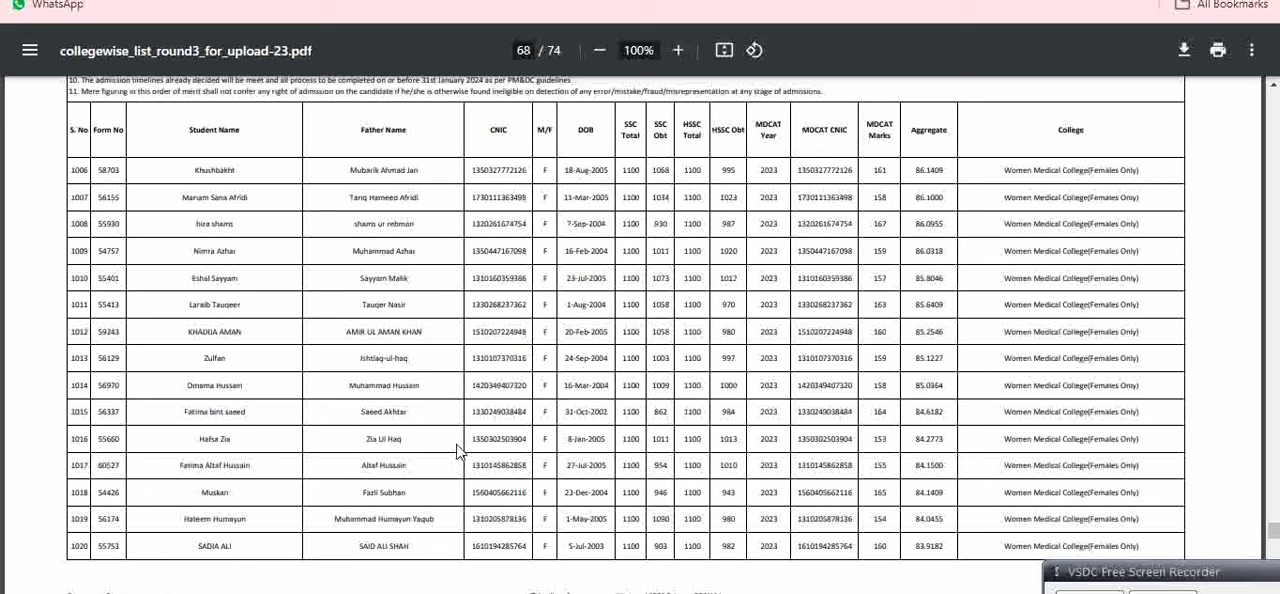 WhatsApp
All Bookmarks
collegewise_list_round3_for_upload-23.pdf 68 / 74 100%
10. The admission timelines already decided will be meet and all process to be completed on or before 31st January 2024 as per PM&DC guidelines
11. Mere figuring in this order of merit shall not confer any right of admission on the candidate if he/she is otherwise found ineligible on detection of any error/mistake/fraud/misrepresentation at any stage of admissions.
S. No Form No Student Name Father Name CNIC M/F DOB SSC Total SSC Obt HSSC Total HSSC Obt MDCAT Year MDCAT CNIC MDCAT Marks Aggregate College
1006 58703 Khushbakht Mubarik Ahmad Jan 1350327772126 F 18-Aug-2005 1100 1068 1100 995 2023 1350327772126 161 86.1409 Women Medical College(Females Only)
1007 56155 Mariam Sana Afridi Tariq Hameed Afridi 1730111363498 F 11-Mar-2005 1100 1034 1100 1023 2023 1730111363498 158 86.1000 Women Medical College(Females Only)
1008 55930 hira shams shams ur rehman 1320261674754 F 7-Sep-2004 1100 930 1100 987 2023 1320261674754 167 86.0955 Women Medical College(Females Only)
1009 54757 Nimra Azhar Muhammad Azhar 1350447167098 F 16-Feb-2004 1100 1011 1100 1020 2023 1350447167098 159 86.0318 Women Medical College(Females Only)
1010 55401 Eshal Sayyam Sayyam Malik 1310160359386 F 23-Jul-2005 1100 1073 1100 1012 2023 1310160359386 157 85.8046 Women Medical College(Females Only)
1011 55413 Laraib Tauqeer Tauqer Nasir 1330268237362 F 1-Aug-2004 1100 1058 1100 970 2023 1330268237362 163 85.6409 Women Medical College(Females Only)
1012 59243 KHADIJA AMAN AMIR UL AMAN KHAN 1510207224948 F 20-Feb-2005 1100 1058 1100 980 2023 1510207224948 160 85.2546 Women Medical College(Females Only)
1013 56129 Zulfan Ishtiaq-ul-haq 1310107370316 F 24-Sep-2004 1100 1003 1100 997 2023 1310107370316 159 85.1227 Women Medical College(Females Only)
1014 56970 Omama Hussain Muhammad Hussain 1420349407320 F 16-Mar-2004 1100 1009 1100 1000 2023 1420349407320 158 85.0364 Women Medical College(Females Only)
1015 56337 Fatima bint saeed Saeed Akhtar 1330249038484 F 31-Oct-2002 1100 862 1100 984 2023 1330249038484 164 84.6182 Women Medical College(Females Only)
1016 55660 Hafsa Zia Zia Ul Haq 1350302503904 F 8-Jan-2005 1100 1011 1100 1013 2023 1350302503904 153 84.2773 Women Medical College(Females Only)
1017 60527 Fatima Altaf Hussain Altaf Hussain 1310145862858 F 27-Jul-2005 1100 954 1100 1010 2023 1310145862858 155 84.1500 Women Medical College(Females Only)
1018 54426 Muskan Fazli Subhan 1560405662116 F 23-Dec-2004 1100 946 1100 943 2023 1560405662116 165 84.1409 Women Medical College(Females Only)
1019 56174 Hateem Humayun Muhammad Humayun Yaqub 1310205878136 F 1-May-2005 1100 1090 1100 980 2023 1310205878136 154 84.0455 Women Medical College(Females Only)
1020 55753 SADIA ALI SAID ALI SHAH 1610194285764 F 5-Jul-2003 1100 903 1100 982 2023 1610194285764 160 83.9182 Women Medical College(Females Only)
VSDC Free Screen Recorder